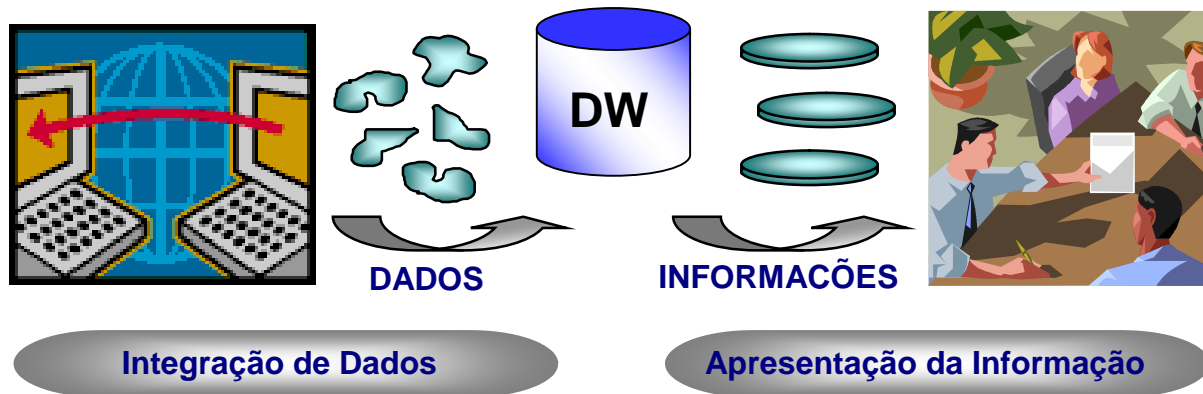 DW
DADOS
INFORMACÕES
Integração de Dados
Apresentação da Informação